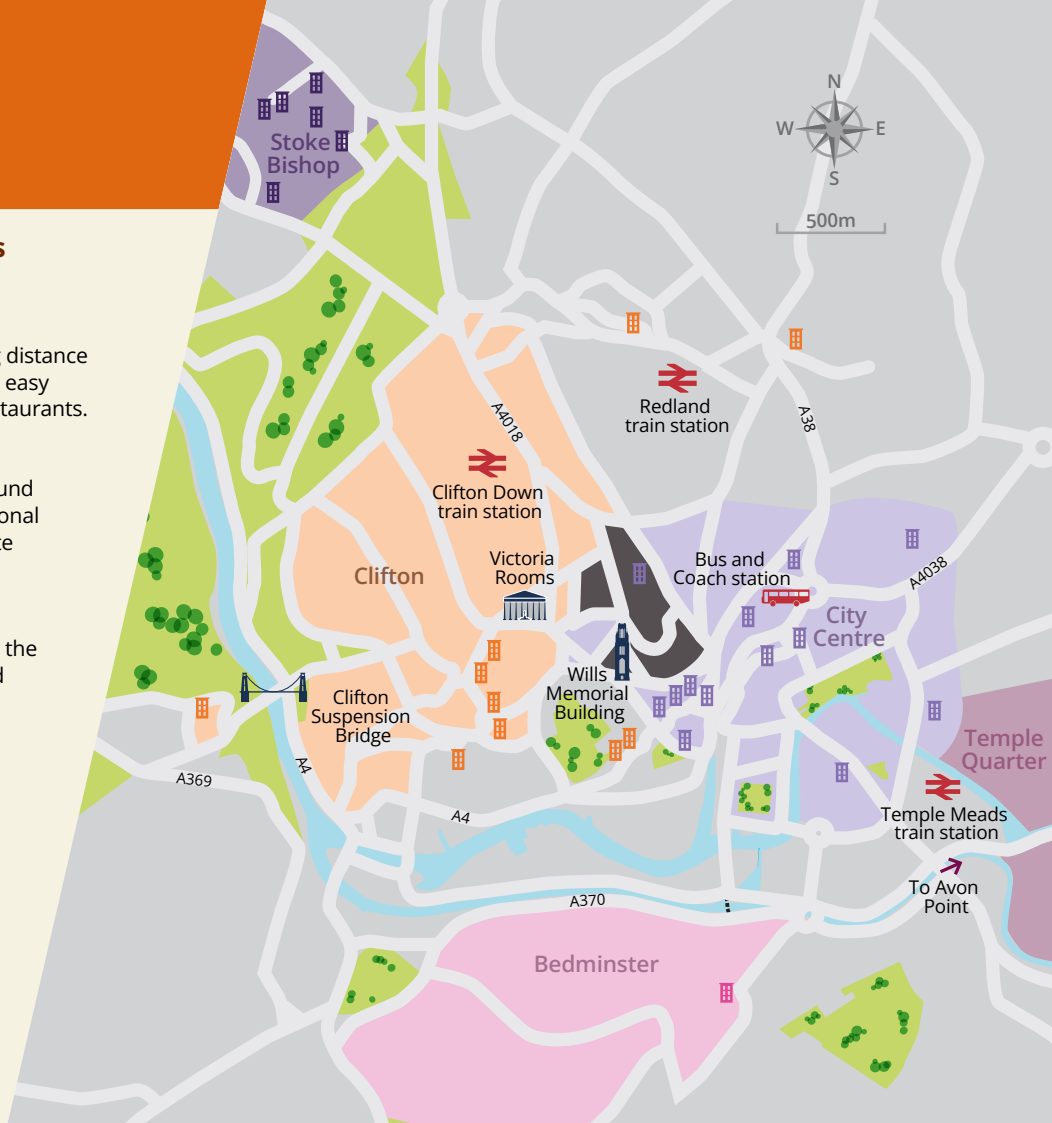 s
g distance
easy
taurants.
und
onal
te
the
d
N
W
E
S
500m
Stoke
Bishop
A4018
Redland
train station
A38
Clifton Down
train station
Victoria
Rooms
Clifton
Bus and
Coach station
A4038
City
Centre
Wills
Memorial
Building
Clifton
Suspension
Bridge
A4
A369
A4
Temple
Quarter
Temple Meads
train station
To Avon
Point
A370
Bedminster